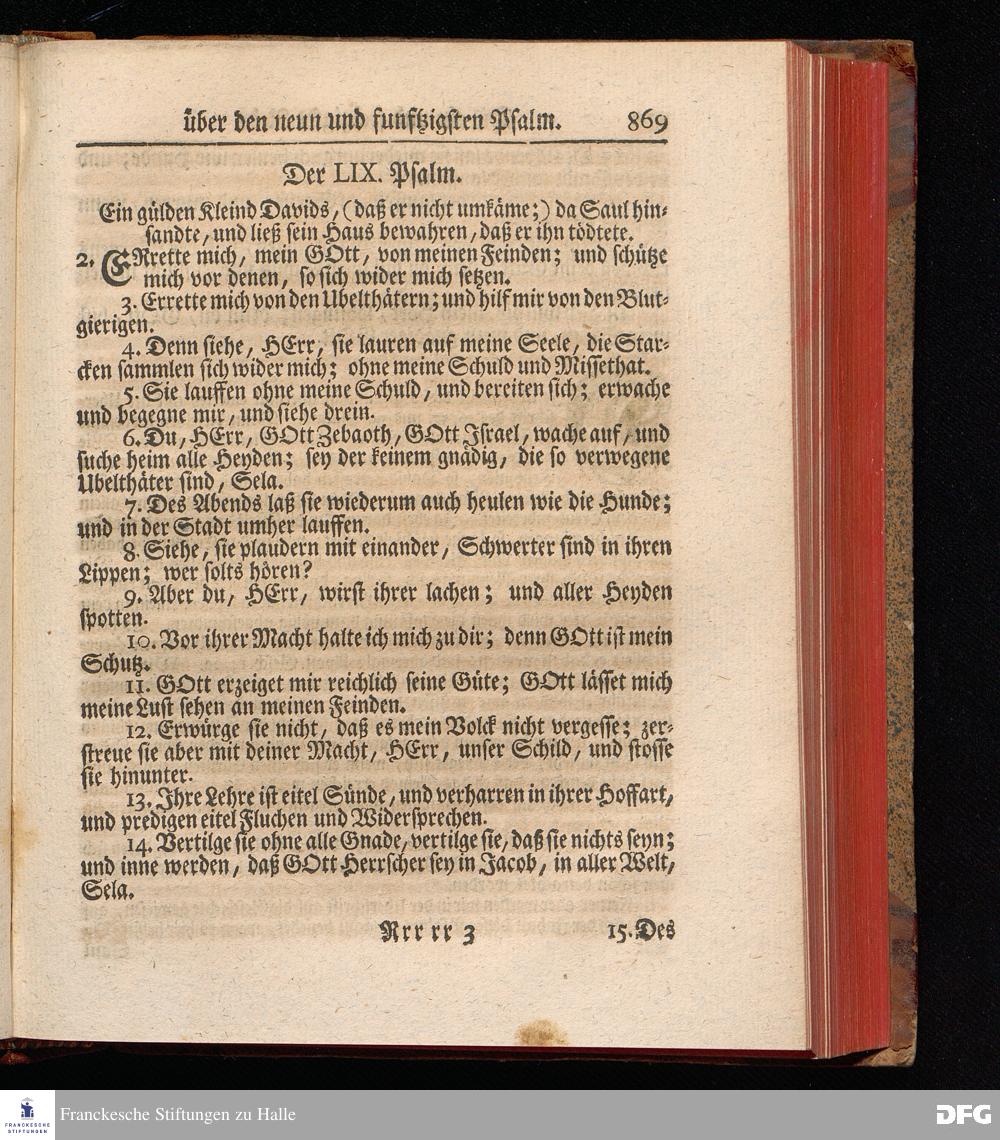 über den neun und funftzigsten Psalm. 869
Der LIX. Psalm.
Ein gülden Kleind Davids, (daß er nicht umkäme;) da Saul hin-
sandte, und ließ sein Haus bewahren, daß er ihn tödtete.
2. ERrette mich, mein GOtt, von meinen Feinden; und schütze
mich vor denen, so sich wider mich setzen.
3. Errette mich von den Ubelthätern; und hilf mir von den Blut-
gierigen.
4. Denn siehe, HErr, sie lauren auf meine Seele, die Star-
cken sammlen sich wider mich; ohne meine Schuld und Missethat.
5. Sie lauffen ohne meine Schuld, und bereiten sich; erwache
und begegne mir, und siehe drein.
6. Du, HErr, GOtt Zebaoth, GOtt Israel, wache auf, und
suche heim alle Heyden; sey der keinem gnädig, die so verwegene
Ubelthäter sind, Sela.
7. Des Abends laß sie wiederum auch heulen wie die Hunde;
und in der Stadt umher lauffen.
8. Siehe, sie plaudern mit einander, Schwerter sind in ihren
Lippen; wer solts hören?
9. Aber du, HErr, wirst ihrer lachen; und aller Heyden
spotten.
10. Vor ihrer Macht halte ich mich zu dir; denn GOtt ist mein
Schutz.
11. GOtt erzeiget mir reichlich seine Güte; GOtt lässet mich
meine Lust sehen an meinen Feinden.
12. Erwürge sie nicht, daß es mein Volck nicht vergesse; zer-
streue sie aber mit deiner Macht, HErr, unser Schild, und stosse
sie hinunter.
13. Ihre Lehre ist eitel Sünde, und verharren in ihrer Hoffart,
und predigen eitel Fluchen und Widersprechen.
14. Vertilge sie ohne alle Gnade, vertilge sie, daß sie nichts seyn;
und inne werden, daß GOtt Herrscher sey in Jacob, in aller Welt,
Sela.
Rrr rr 3 15. Des
FRANCKESCHE
STIFTUNGEN
Franckesche Stiftungen zu Halle
DFG